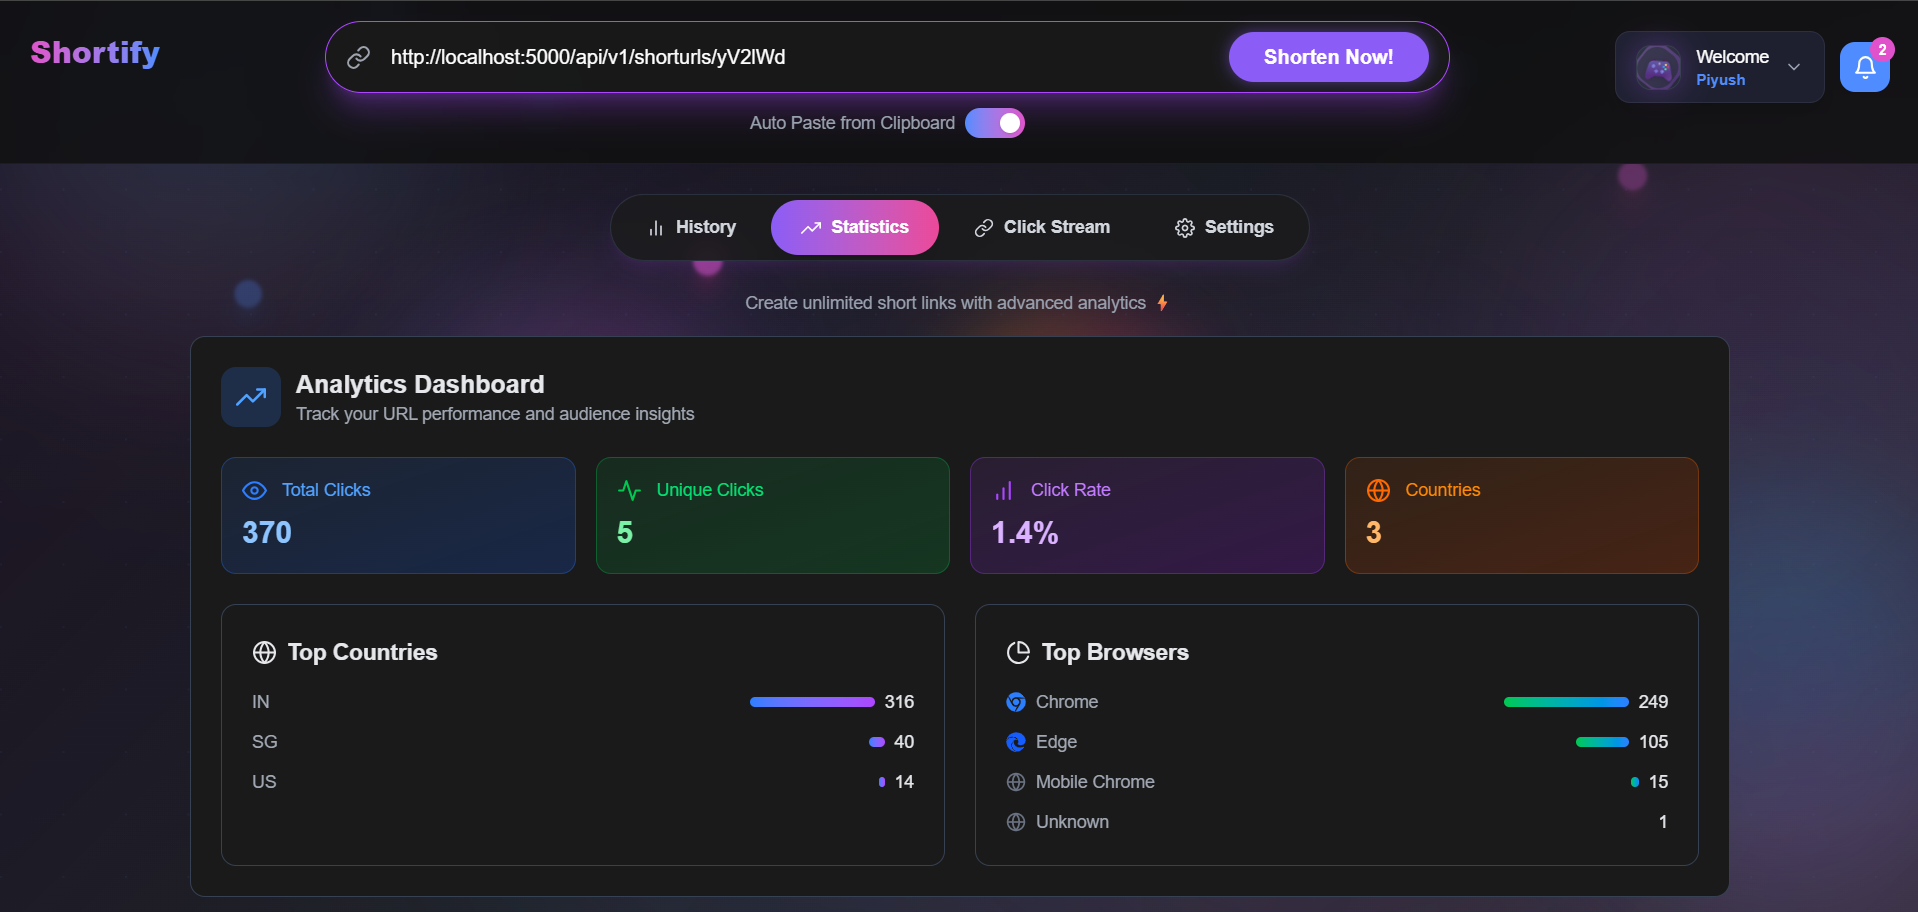 Shortify
http://localhost:5000/api/v1/shorturls/yV2lWd
Shorten Now!
Auto Paste from Clipboard
Welcome
Piyush
2
History
Statistics
Click Stream
Settings
Create unlimited short links with advanced analytics
Analytics Dashboard
Track your URL performance and audience insights
Total Clicks
370
Unique Clicks
5
Click Rate
1.4%
Countries
3
Top Countries
IN 316
SG 40
US 14
Top Browsers
Chrome 249
Edge 105
Mobile Chrome 15
Unknown 1